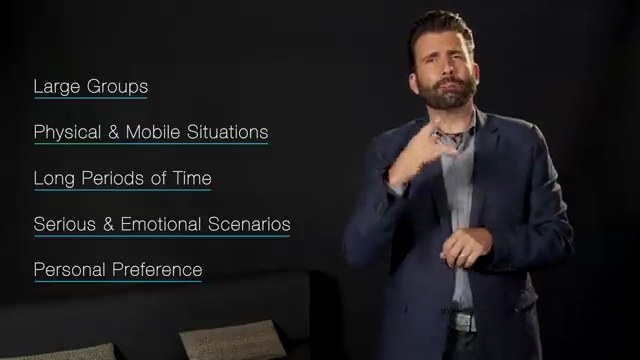 Large Groups
Physical & Mobile Situations
Long Periods of Time
Serious & Emotional Scenarios
Personal Preference